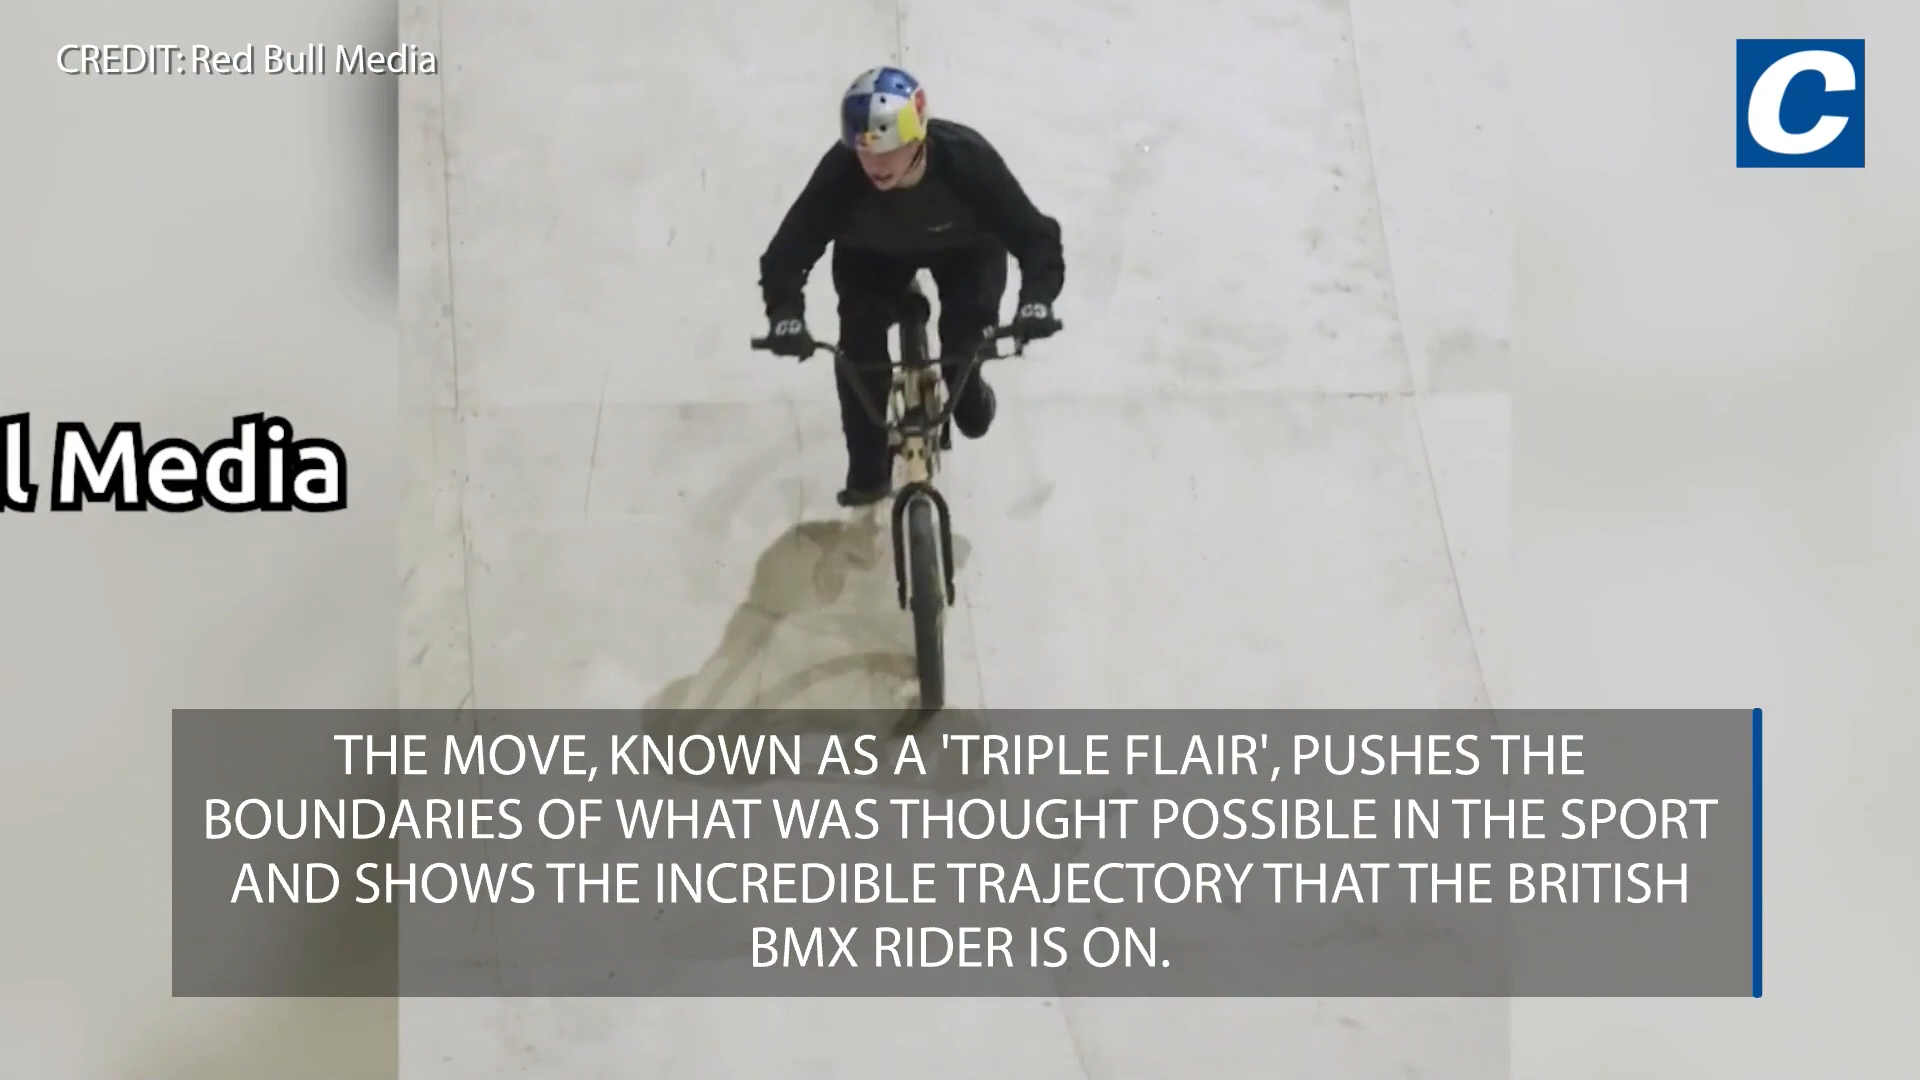 CREDIT: Red Bull Media
C
l Media
THE MOVE, KNOWN AS A 'TRIPLE FLAIR', PUSHES THE
BOUNDARIES OF WHAT WAS THOUGHT POSSIBLE IN THE SPORT
AND SHOWS THE INCREDIBLE TRAJECTORY THAT THE BRITISH
BMX RIDER IS ON.